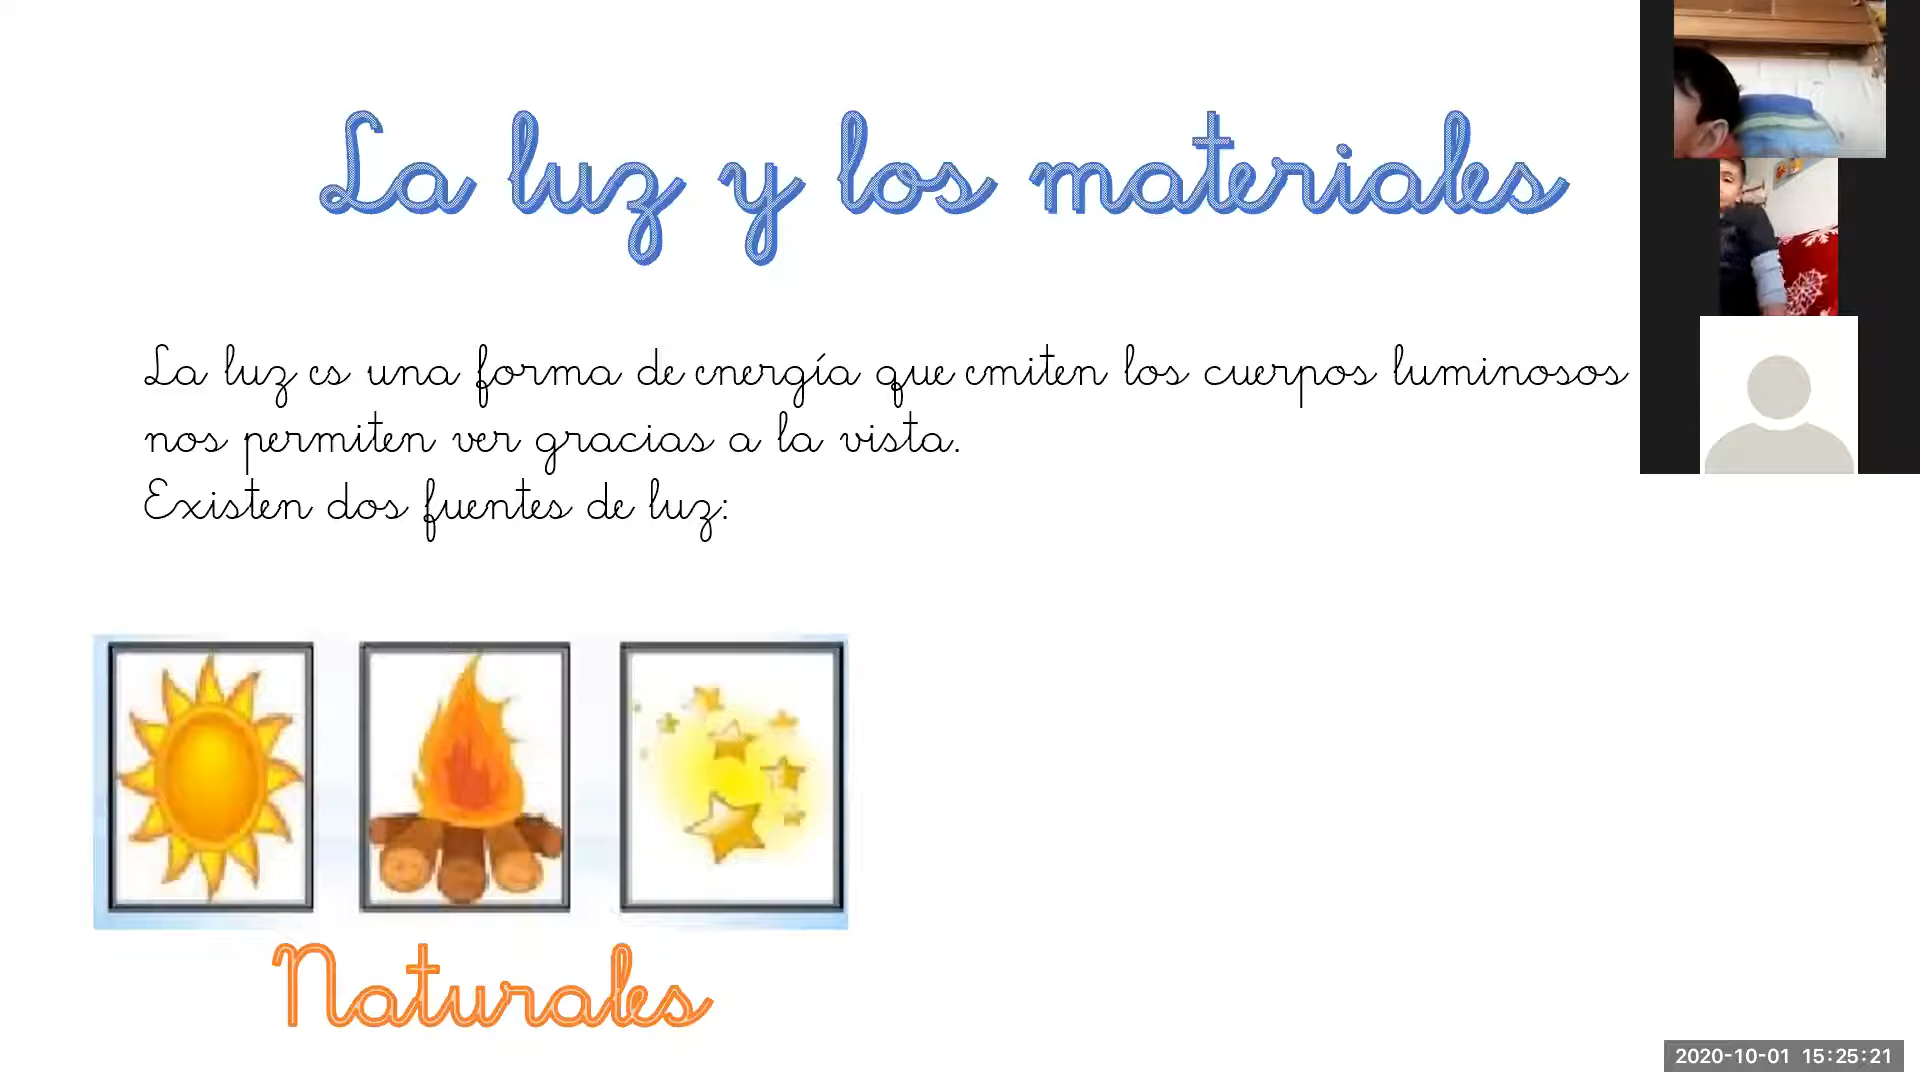 La luz y los materiales
La luz es una forma de energía que emiten los cuerpos luminosos
nos permiten ver gracias a la vista.
Existen dos fuentes de luz:
Naturales
2020-10-01 15:25:21